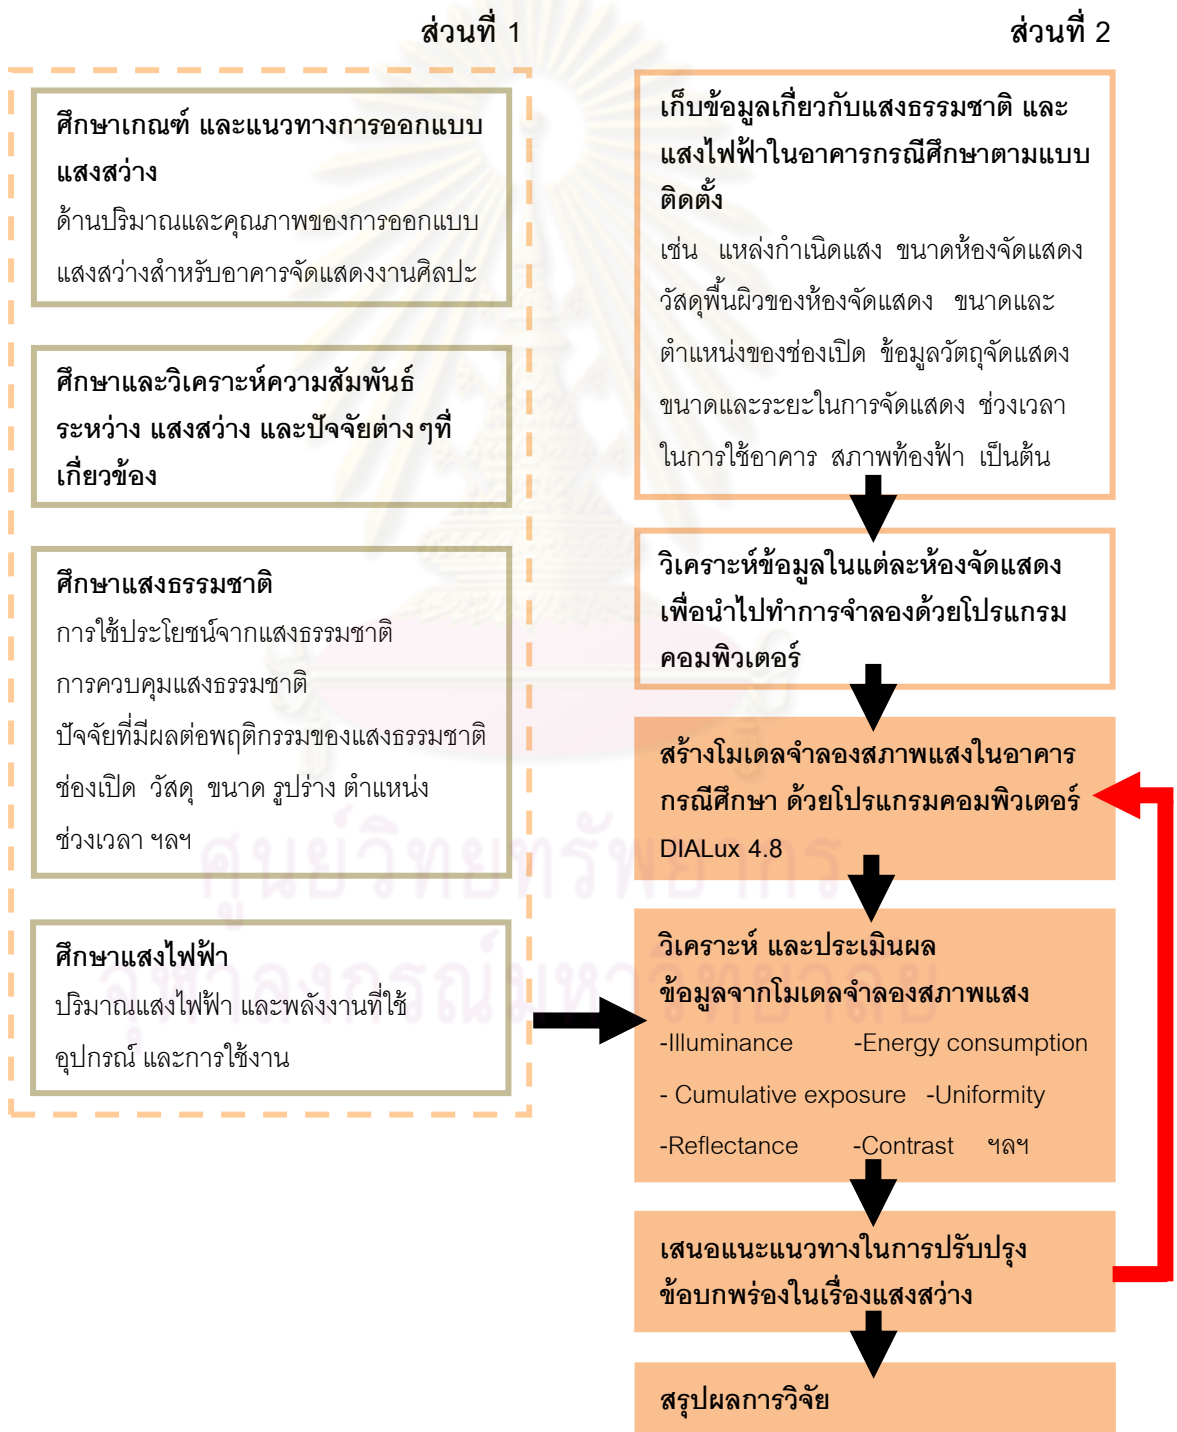 ส่วนที่ 1
ศึกษาเกณฑ์ และแนวทางการออกแบบ
แสงสว่าง
ด้านปริมาณและคุณภาพของการออกแบบ
แสงสว่างสำหรับอาคารจัดแสดงงานศิลปะ
ศึกษาและวิเคราะห์ความสัมพันธ์
ระหว่าง แสงสว่าง และปัจจัยต่างๆที่
เกี่ยวข้อง
ศึกษาแสงธรรมชาติ
การใช้ประโยชน์จากแสงธรรมชาติ
การควบคุมแสงธรรมชาติ
ปัจจัยที่มีผลต่อพฤติกรรมของแสงธรรมชาติ
ช่องเปิด วัสดุ ขนาด รูปร่าง ตำแหน่ง
ช่วงเวลา ฯลฯ
ศึกษาแสงไฟฟ้า
ปริมาณแสงไฟฟ้า และพลังงานที่ใช้
อุปกรณ์ และการใช้งาน
ส่วนที่ 2
เก็บข้อมูลเกี่ยวกับแสงธรรมชาติ และ
แสงไฟฟ้าในอาคารกรณีศึกษาตามแบบ
ติดตั้ง
เช่น แหล่งกำเนิดแสง ขนาดห้องจัดแสดง
วัสดุพื้นผิวของห้องจัดแสดง ขนาดและ
ตำแหน่งของช่องเปิด ข้อมูลวัตถุจัดแสดง
ขนาดและระยะในการจัดแสดง ช่วงเวลา
ในการใช้อาคาร สภาพท้องฟ้า เป็นต้น
วิเคราะห์ข้อมูลในแต่ละห้องจัดแสดง
เพื่อนำไปทำการจำลองด้วยโปรแกรม
คอมพิวเตอร์
สร้างโมเดลจำลองสภาพแสงในอาคาร
กรณีศึกษา ด้วยโปรแกรมคอมพิวเตอร์
DIALux 4.8
วิเคราะห์ และประเมินผล
ข้อมูลจากโมเดลจำลองสภาพแสง
-Illuminance -Energy consumption
- Cumulative exposure -Uniformity
-Reflectance -Contrast ฯลฯ
เสนอแนะแนวทางในการปรับปรุง
ข้อบกพร่องในเรื่องแสงสว่าง
สรุปผลการวิจัย
ศูนย์วิทยทรัพยากร
จุฬาลงกรณ์มหาวิทยาลัย